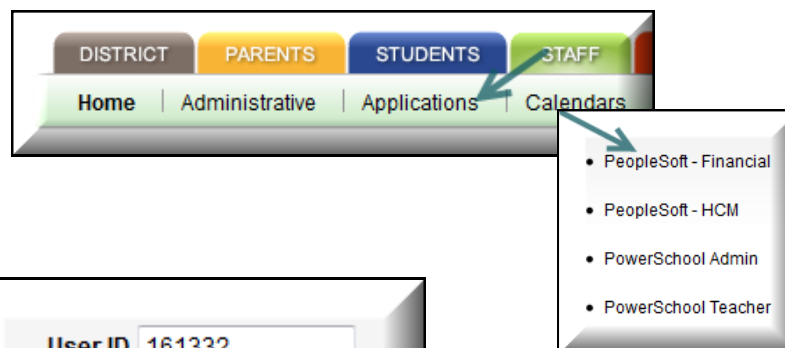 DISTRICT PARENTS STUDENTS STAFF
Home Administrative Applications Calendars
PeopleSoft - Financial
PeopleSoft - HCM
PowerSchool Admin
PowerSchool Teacher
User ID 161332